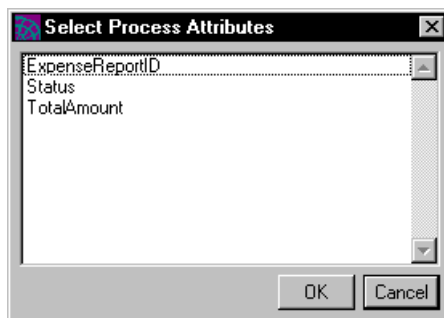 Select Process Attributes
ExpenseReportID
Status
TotalAmount
OK Cancel